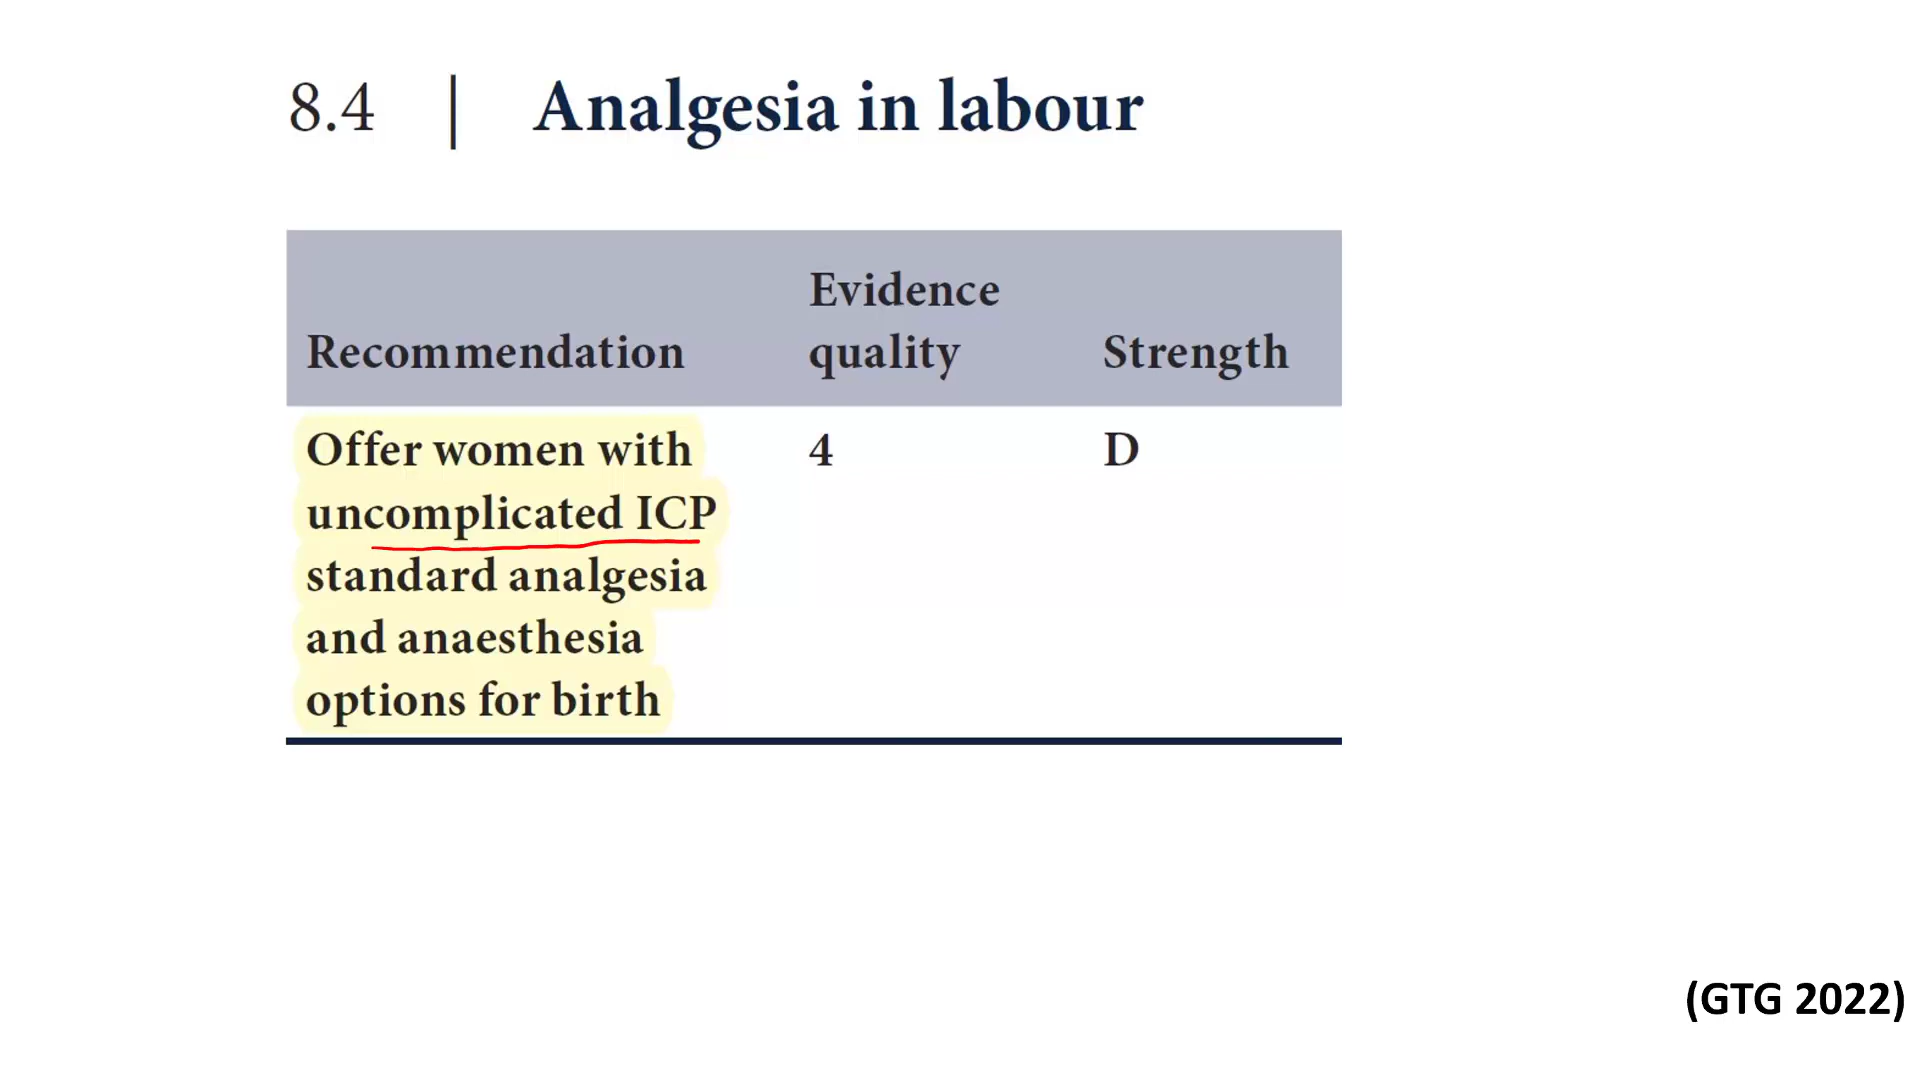 8.4 | Analgesia in labour
Evidence
Recommendation quality Strength
Offer women with 4 D
uncomplicated ICP
standard analgesia
and anaesthesia
options for birth
(GTG 2022)